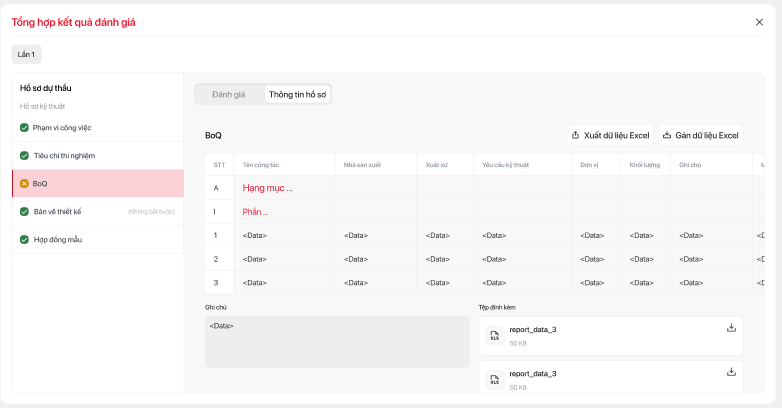 Tổng hợp kết quả đánh giá
Lần 1
Hồ sơ dự thầu
Hồ sơ kỹ thuật
Phạm vi công việc
Tiêu chí thí nghiệm
BoQ
Bản vẽ thiết kế (Không bắt buộc)
Hợp đồng mẫu
Đánh giá Thông tin hồ sơ
BoQ Xuất dữ liệu Excel Gán dữ liệu Excel
STT Tên công tác Nhà sản xuất Xuất xứ Yêu cầu kỹ thuật Đơn vị Khối lượng Ghi chú
A Hạng mục ...
I Phần ...
1 <Data> <Data> <Data> <Data> <Data> <Data> <Data>
2 <Data> <Data> <Data> <Data> <Data> <Data> <Data>
3 <Data> <Data> <Data> <Data> <Data> <Data> <Data>
Ghi chú Tệp đính kèm
<Data>
XLS report_data_3
50 KB
XLS report_data_3
50 KB